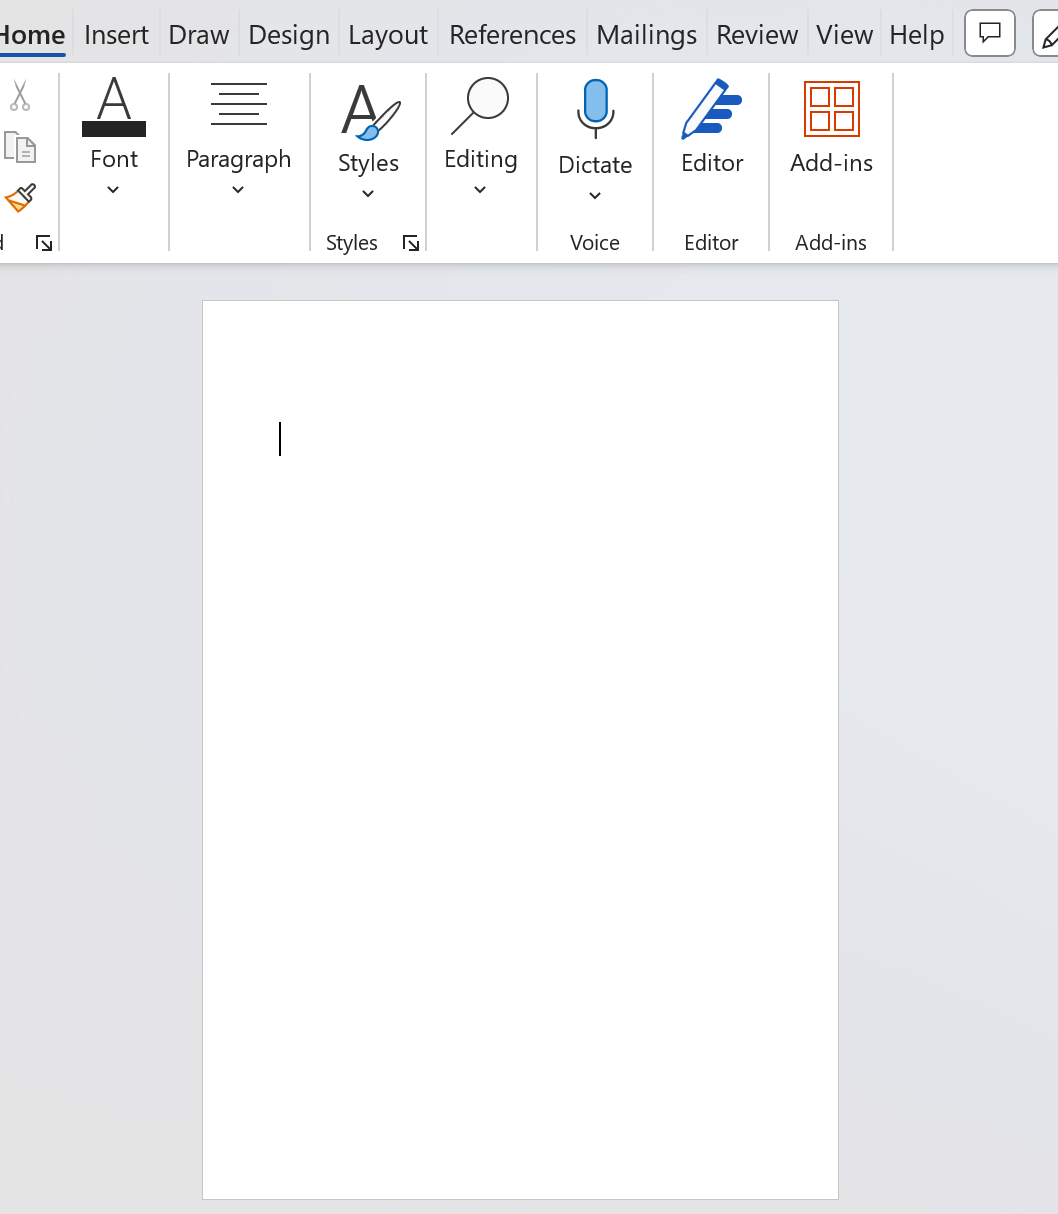 Home Insert Draw Design Layout References Mailings Review View Help
Font Paragraph Styles Editing Dictate Editor Add-ins
Styles Voice Editor Add-ins